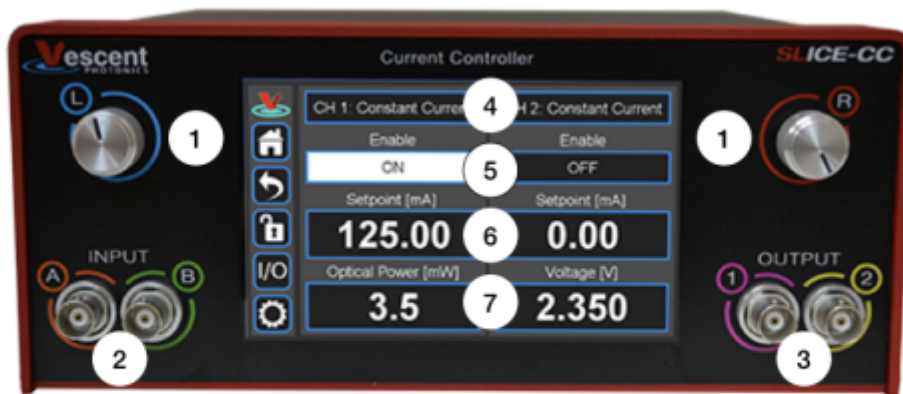 Vescent
PHOTONICS
Current Controller
SLICE-CC
L
R
1
1
4
CH 1: Constant Curren
H 2: Constant Current
Enable
Enable
ON
5
OFF
Setpoint [mA]
Setpoint [mA]
125.00
6
0.00
I/O
Optical Power [mW]
Voltage [V]
3.5
7
2.350
INPUT
A
B
2
OUTPUT
1
2
3